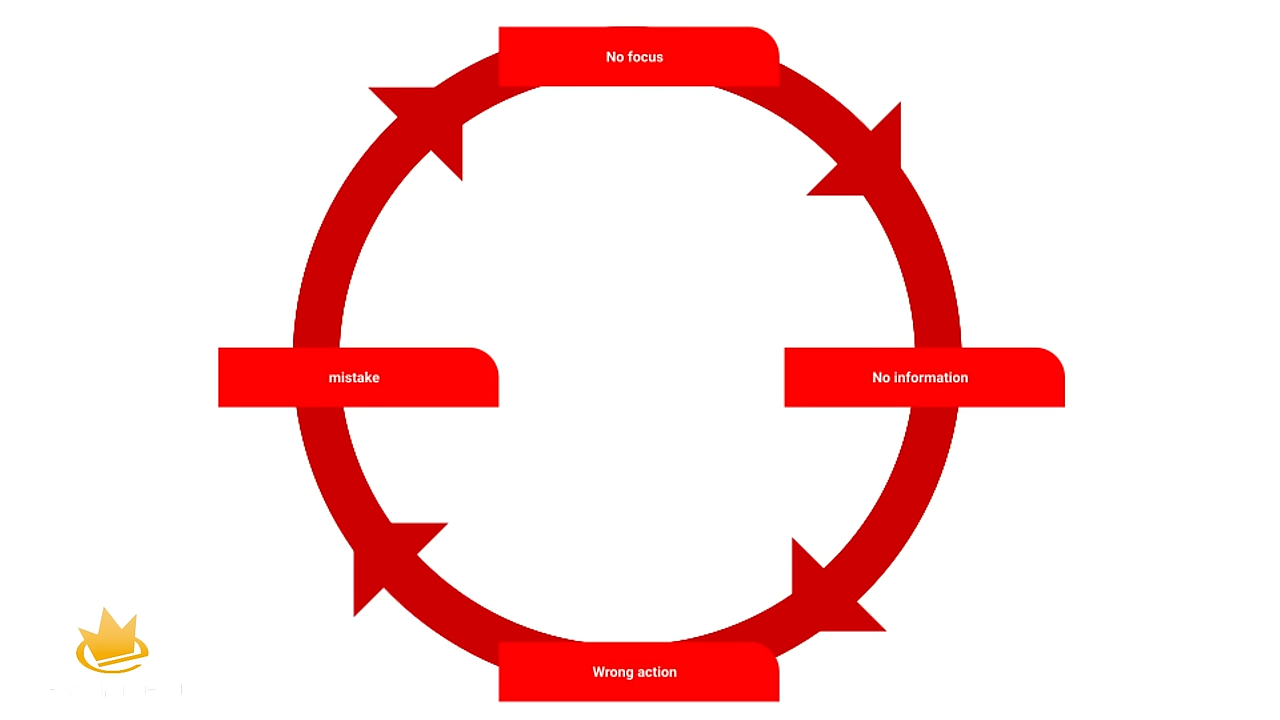 No focus
mistake
No information
Wrong action